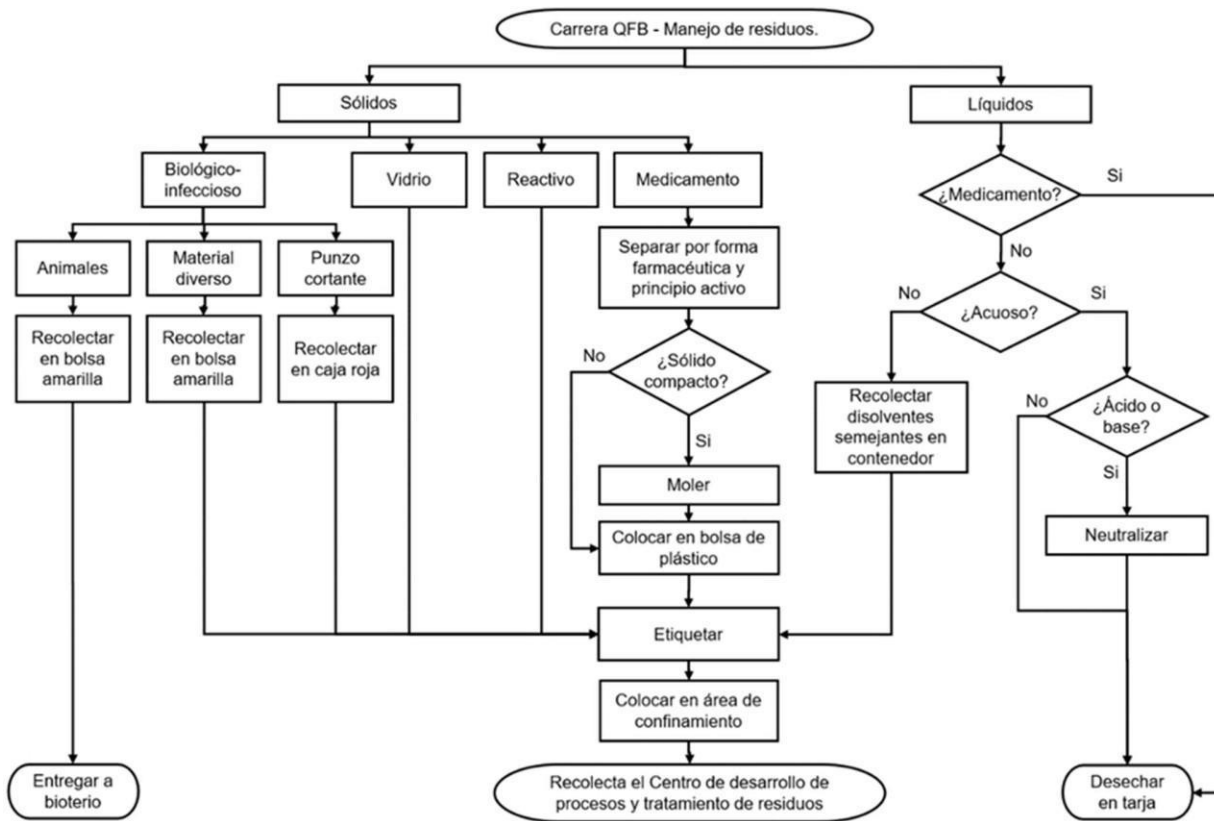 Carrera QFB - Manejo de residuos.
Sólidos
Líquidos
Biológico-
infeccioso
Vidrio
Reactivo
Medicamento
¿Medicamento?
Si
No
Animales
Material
diverso
Punzo
cortante
Separar por forma
farmacéutica y
principio activo
No
¿Acuoso?
Si
Recolectar
en bolsa
amarilla
Recolectar
en bolsa
amarilla
Recolectar
en caja roja
No
¿Sólido
compacto?
Si
Recolectar
disolventes
semejantes en
contenedor
No
¿Ácido o
base?
Si
Moler
Colocar en bolsa de
plástico
Neutralizar
Etiquetar
Colocar en área de
confinamiento
Entregar a
bioterio
Recolecta el Centro de desarrollo de
procesos y tratamiento de residuos
Desechar
en tarja